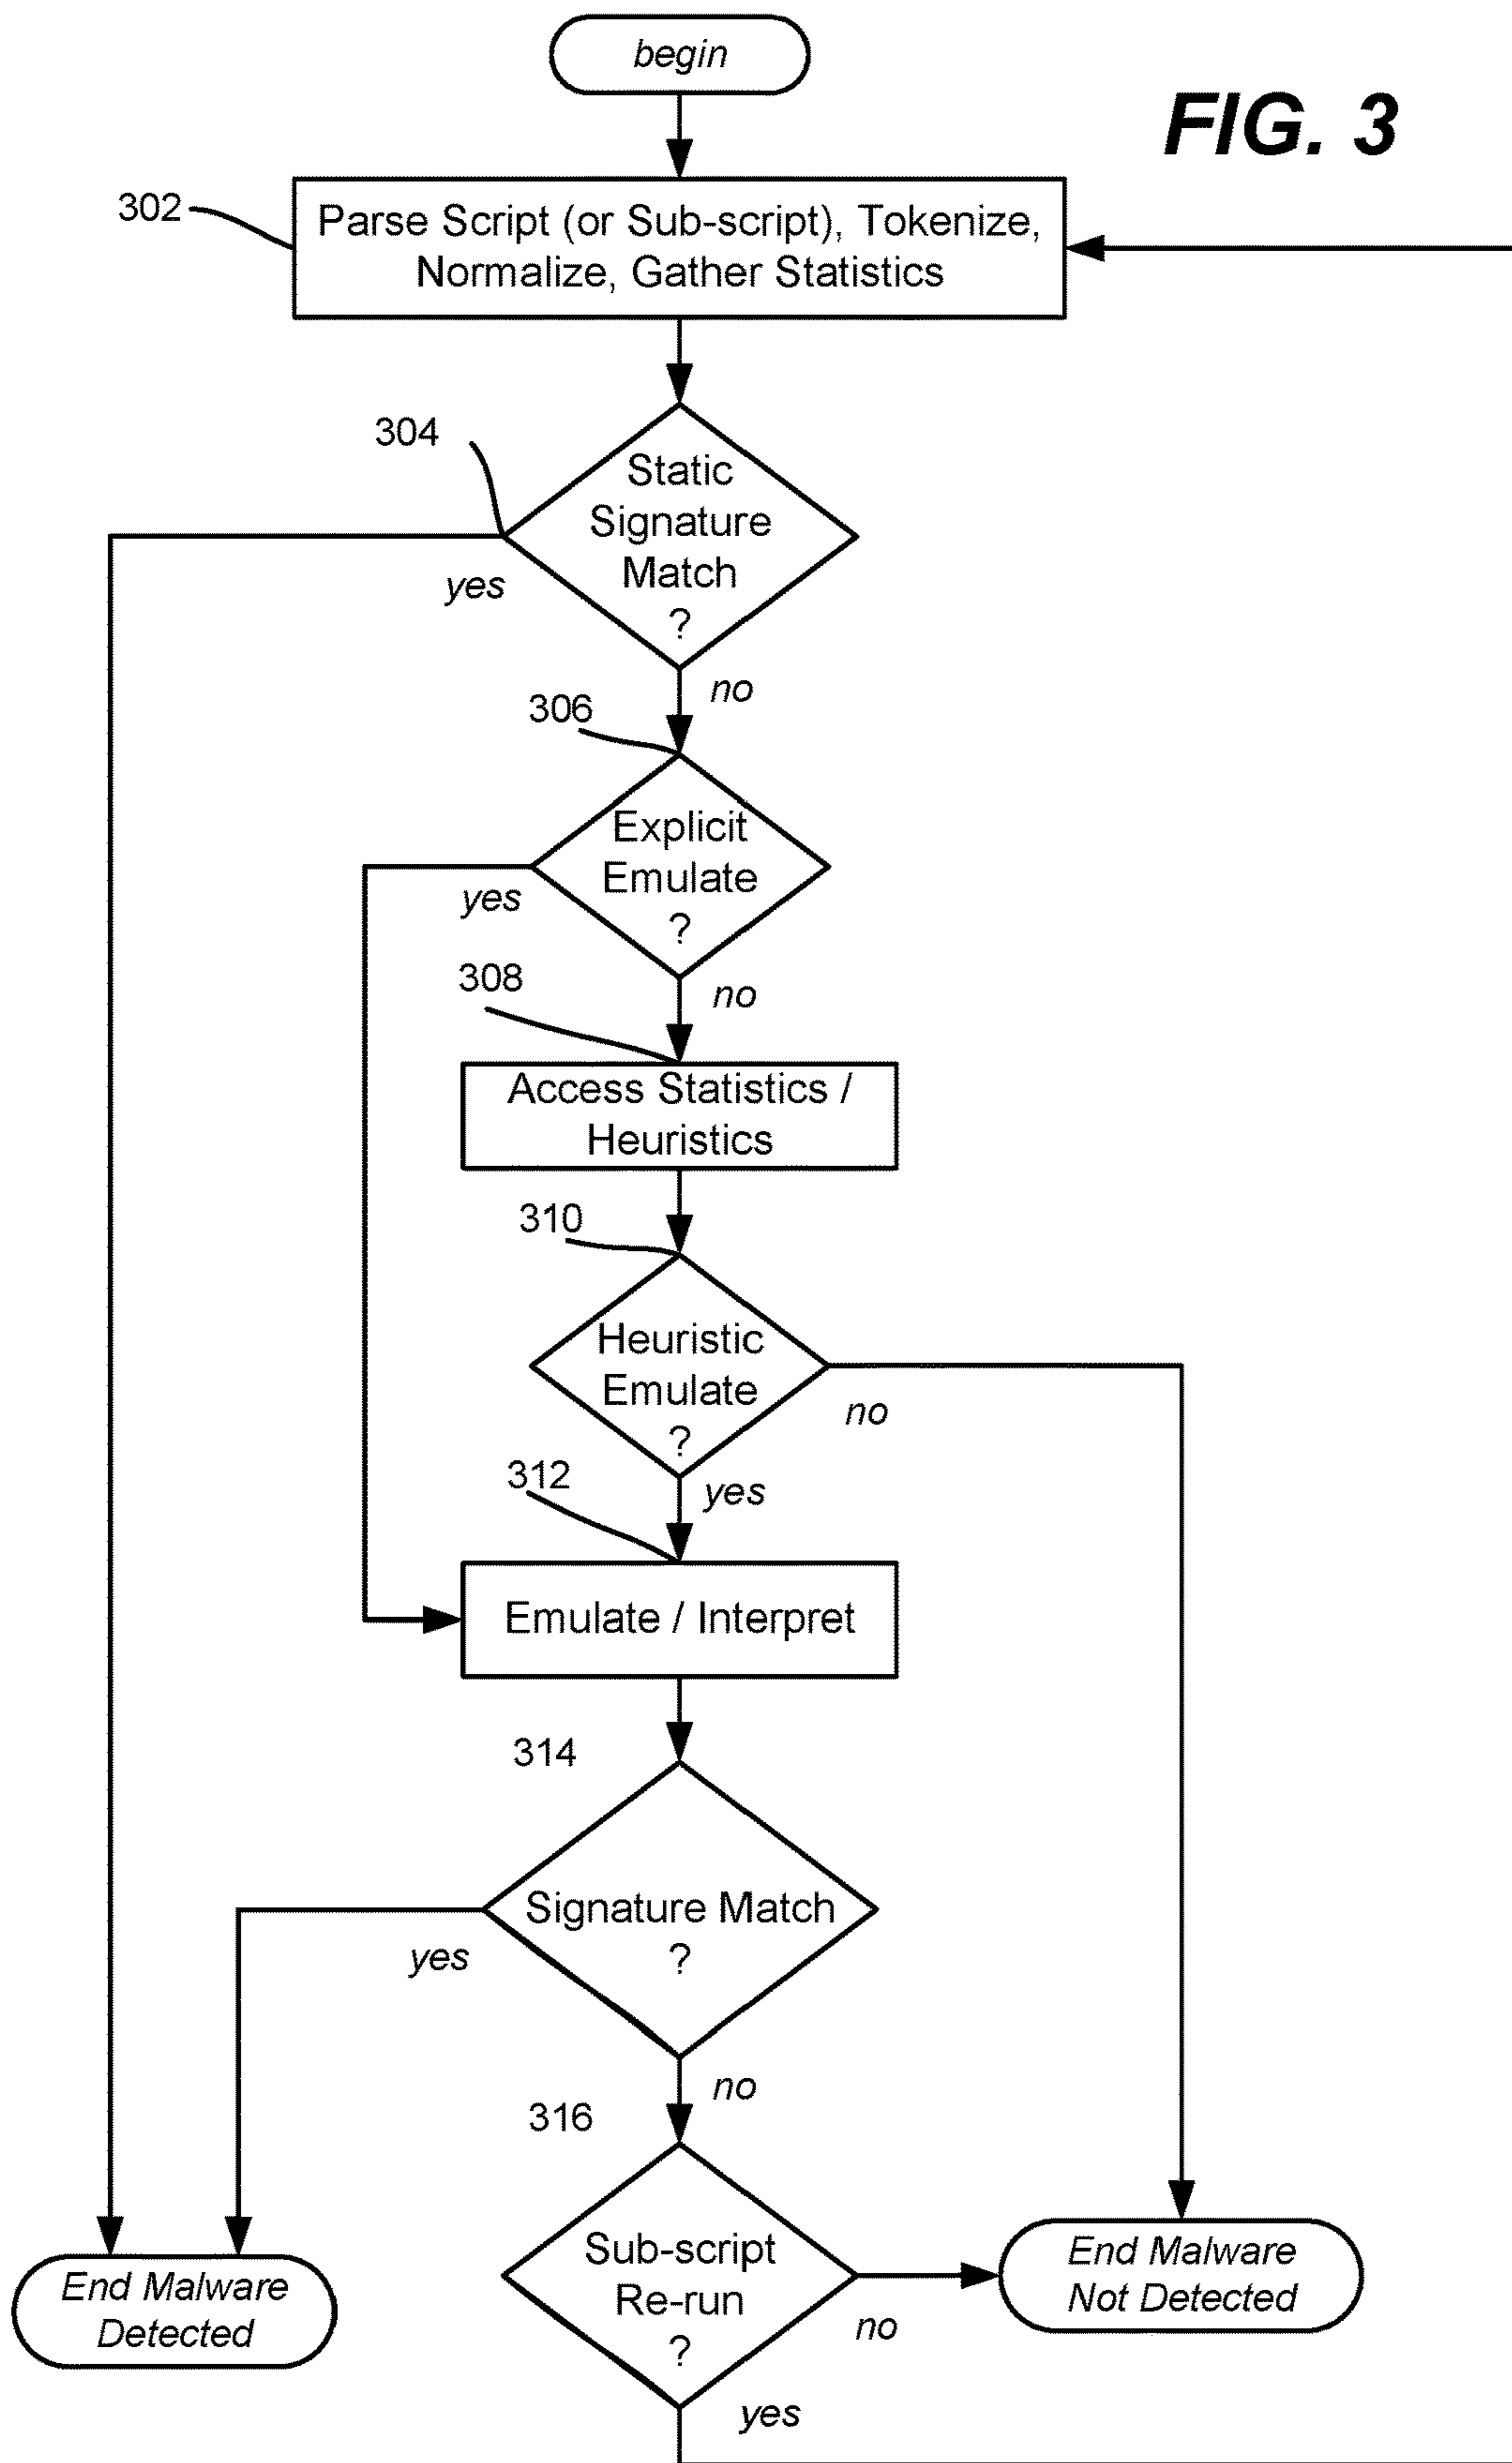 begin
FIG. 3
302
Parse Script (or Sub-script), Tokenize,
Normalize, Gather Statistics
304
Static
Signature
Match
?
yes
no
306
Explicit
Emulate
?
yes
no
308
Access Statistics /
Heuristics
310
Heuristic
Emulate
?
no
yes
312
Emulate / Interpret
314
Signature Match
?
yes
no
316
Sub-script
Re-run
?
no
yes
End Malware
Detected
End Malware
Not Detected